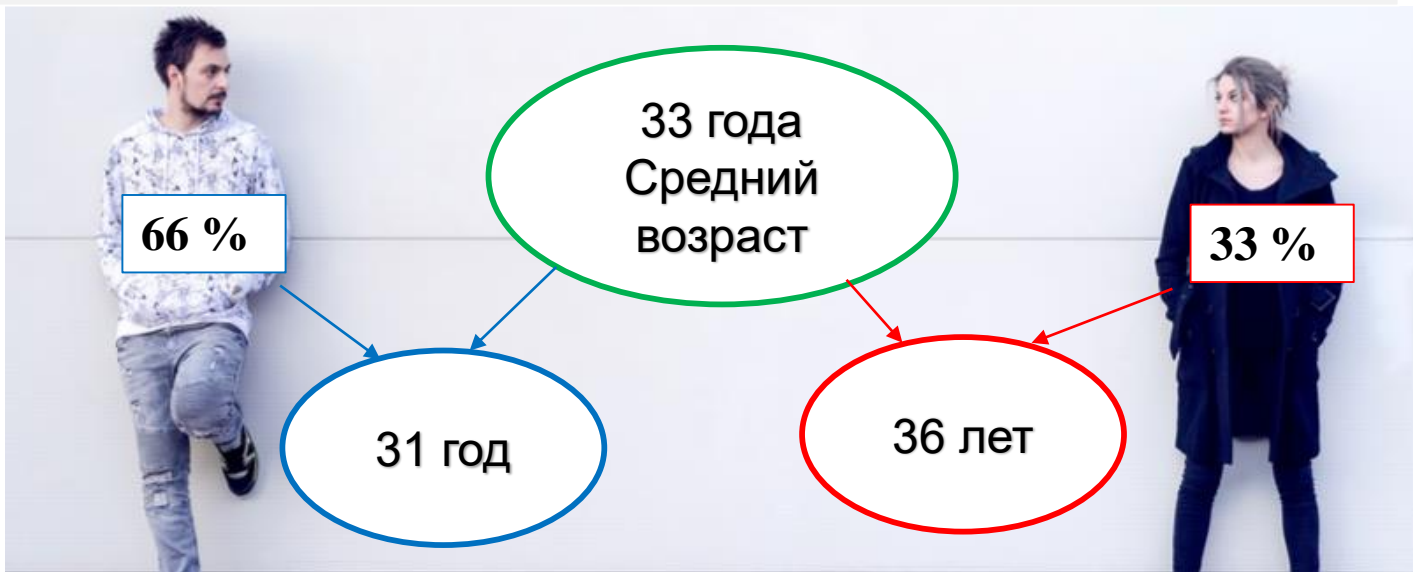 33 года
Средний
возраст
66 %
33 %
31 год
36 лет